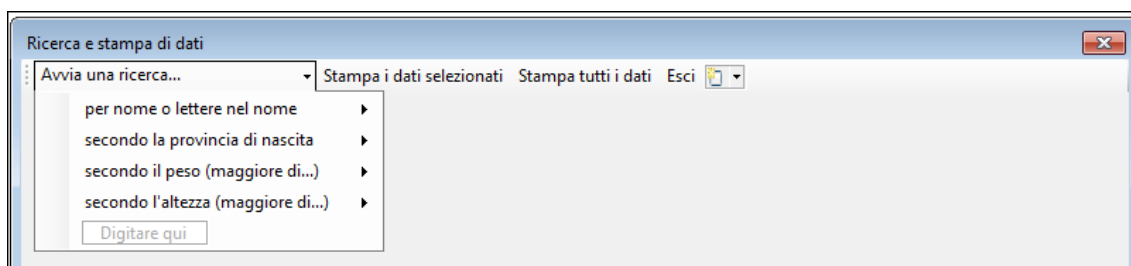 Ricerca e stampa di dati
Avvia una ricerca... Stampa i dati selezionati Stampa tutti i dati Esci
per nome o lettere nel nome
secondo la provincia di nascita
secondo il peso (maggiore di...)
secondo l'altezza (maggiore di...)
Digitare qui